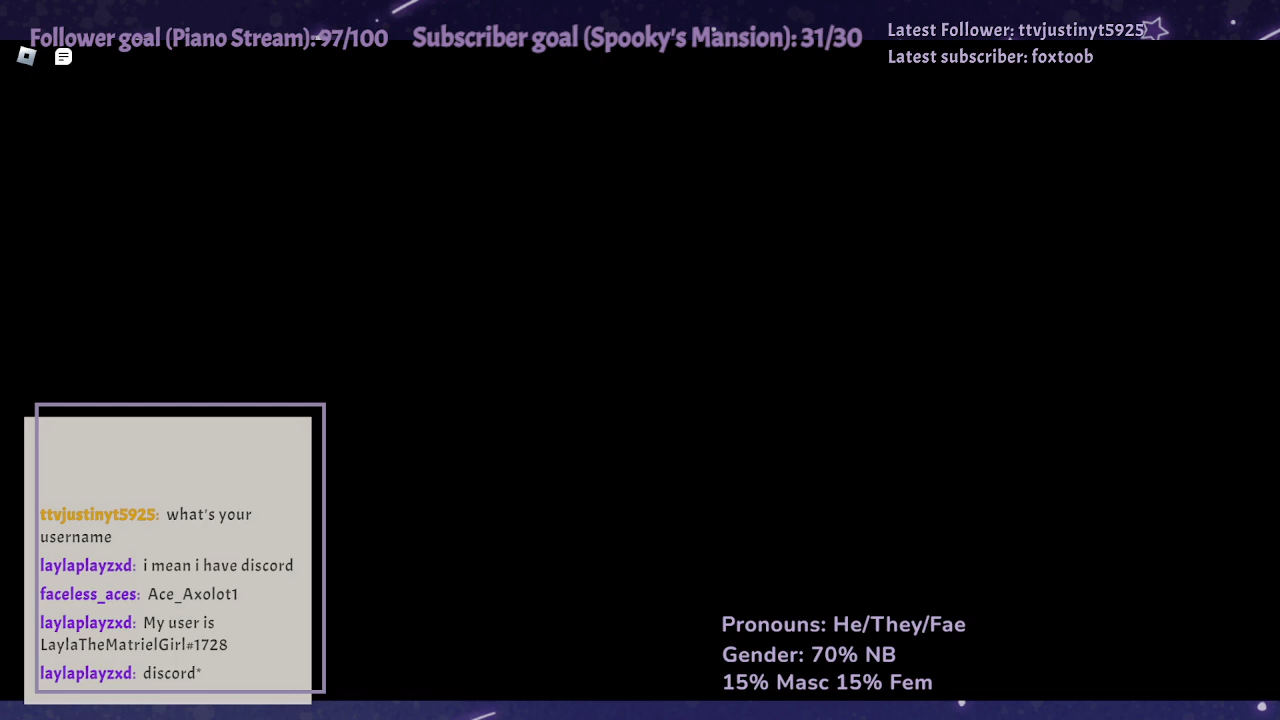 Follower goal (Piano Stream): 97/100
Subscriber goal (Spooky's Mansion): 31/30
Latest Follower: ttvjustinyt5925
Latest subscriber: foxtoob
ttvjustinyt5925: what's your
username
laylaplayzxd: i mean i have discord
faceless_aces: Ace_Axolot1
laylaplayzxd: My user is
LaylaTheMatrielGirl#1728
laylaplayzxd: discord*
Pronouns: He/They/Fae
Gender: 70% NB
15% Masc 15% Fem